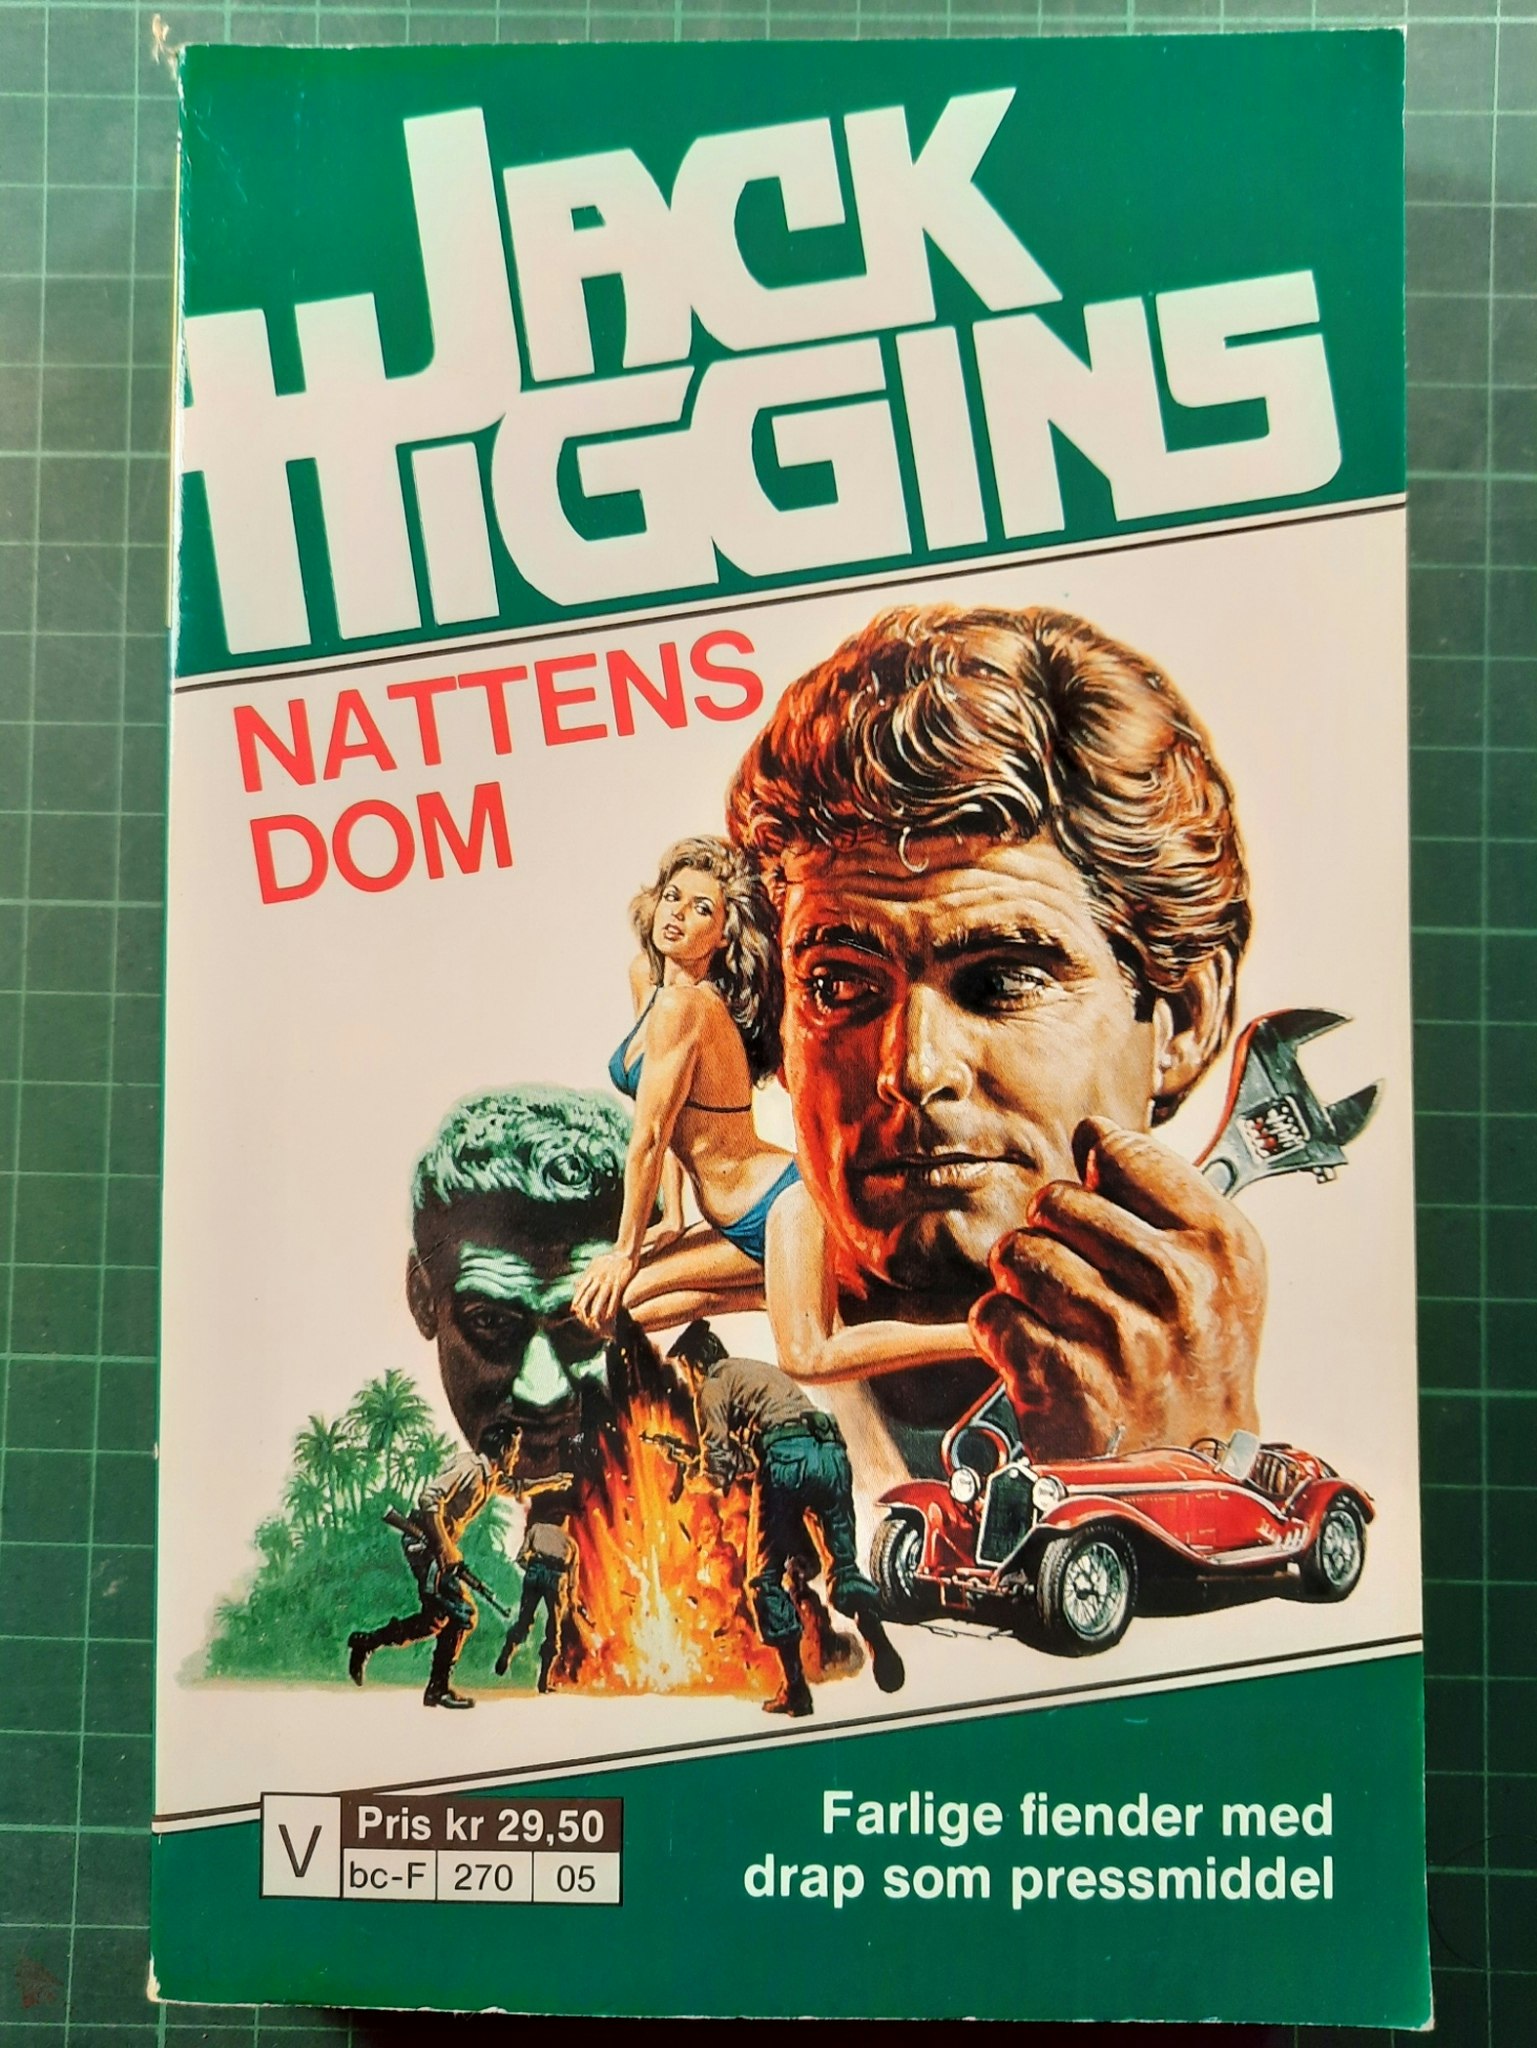 JACK
HIGGINS
NATTENS
DOM
V
Pris kr 29,50
bc-F 270 05
Farlige fiender med
drap som pressmiddel